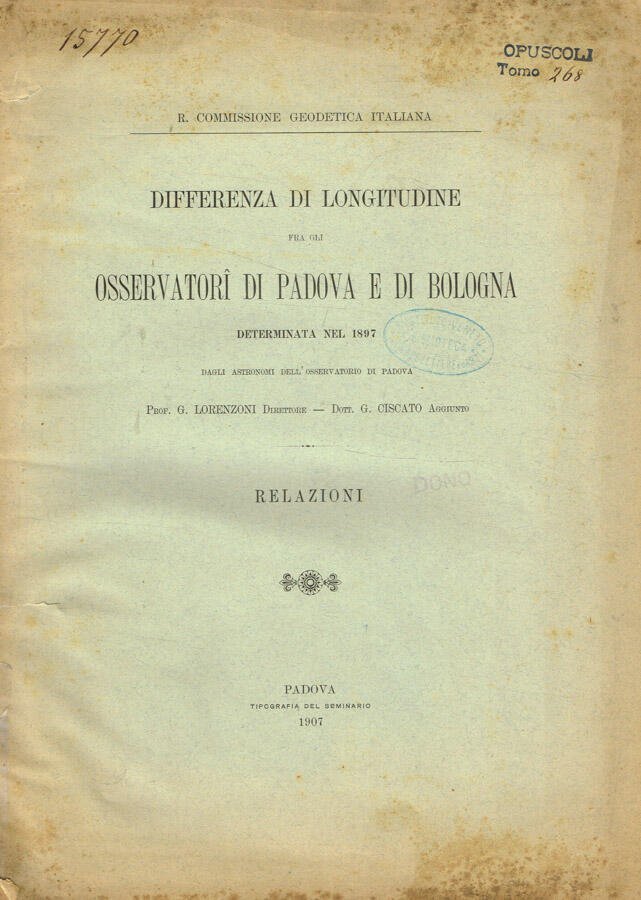 15770
OPUSCOLI
Tomo 268
R. COMMISSIONE GEODETICA ITALIANA
DIFFERENZA DI LONGITUDINE
FRA GLI
OSSERVATORÎ DI PADOVA E DI BOLOGNA
DETERMINATA NEL 1897
DAGLI ASTRONOMI DELL'OSSERVATORIO DI PADOVA
PROF. G. LORENZONI DIRETTORE — DOTT. G. CISCATO AGGIUNTO
DONO
RELAZIONI
PADOVA
TIPOGRAFIA DEL SEMINARIO
1907